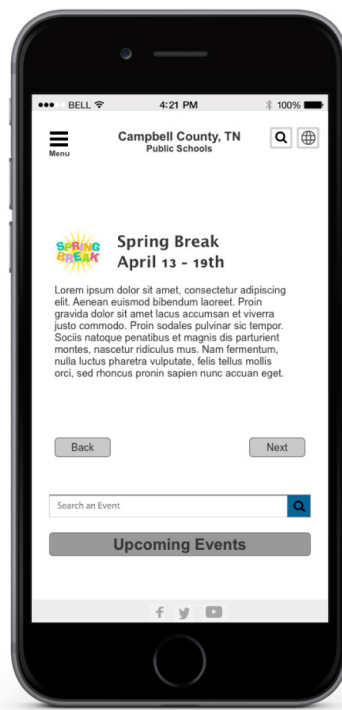 BELL 4:21 PM 100%
Campbell County, TN
Menu
Public Schools
SPRING
BREAK
Spring Break
April 13 - 19th
Lorem ipsum dolor sit amet, consectetur adipiscing
elit. Aenean euismod bibendum laoreet. Proin
gravida dolor sit amet lacus accumsan et viverra
justo commodo. Proin sodales pulvinar sic tempor.
Sociis natoque penatibus et magnis dis parturient
montes, nascetur ridiculus mus. Nam fermentum,
nulla luctus pharetra vulputate, felis tellus mollis
orci, sed rhoncus pronin sapien nunc accuan eget.
Back Next
Search an Event
Upcoming Events